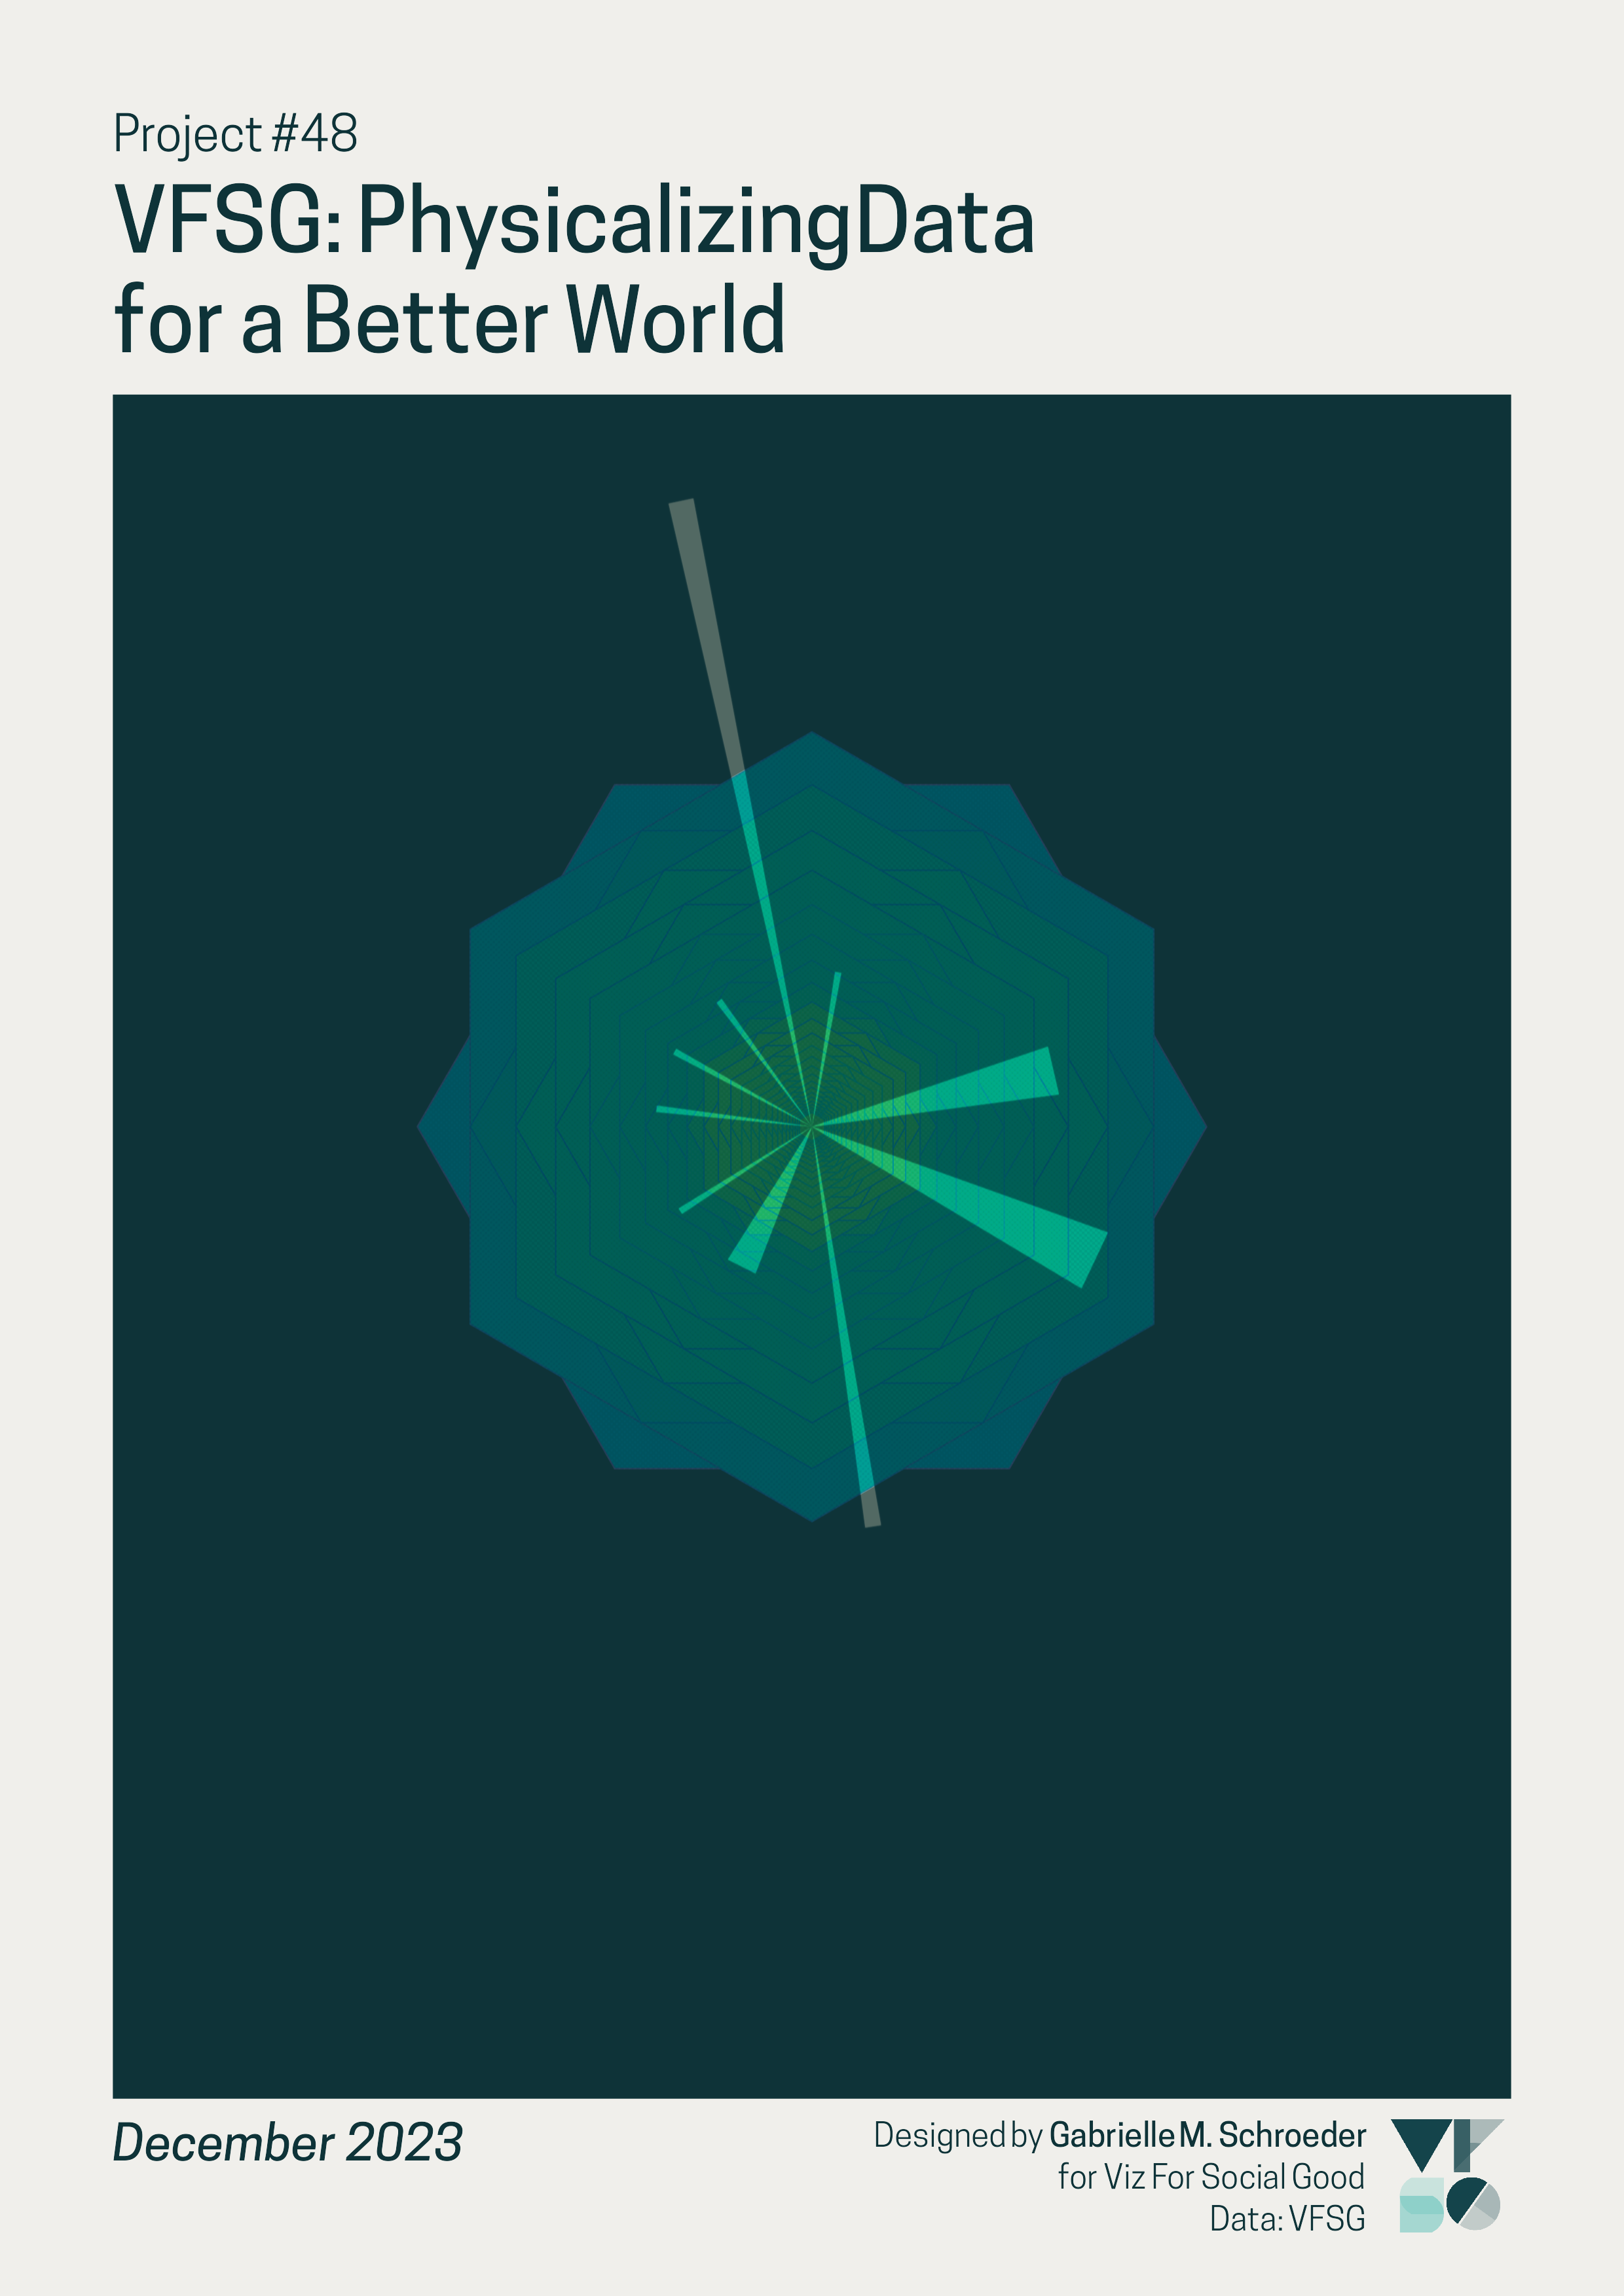 Project #48
VFSG: PhysicalizingData
for a Better World
December 2023
Designed by Gabrielle M. Schroeder
for Viz For Social Good
Data: VFSG
VFSG